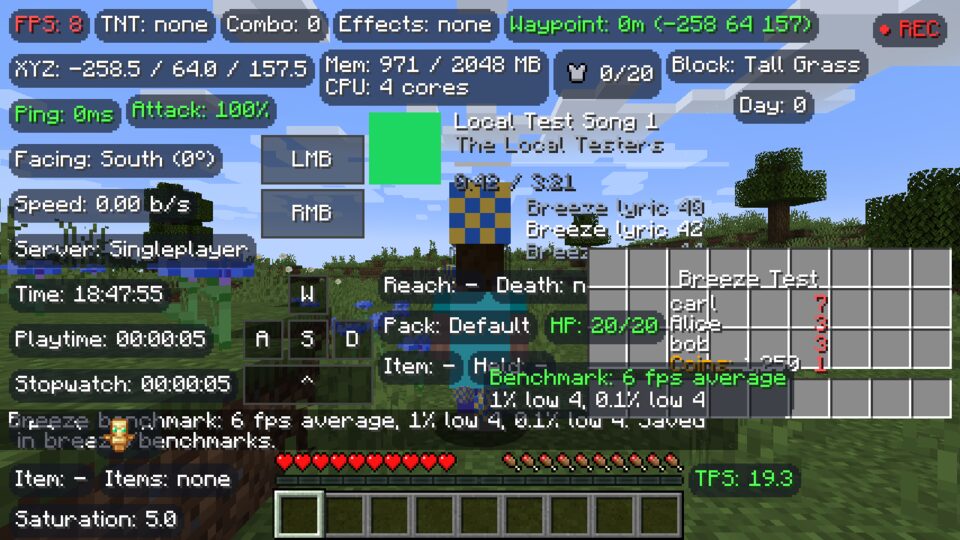 FPS: 8 TNT: none Combo: 0 Effects: none Waypoint: 0m (-258 64 157) REC
XYZ: -258.5 / 64.0 / 157.5 Mem: 971 / 2048 MB 0/20 Block: Tall Grass
CPU: 4 cores
Ping: 0ms Attack: 100% Day: 0
Local Test Song 1
The Local Testers
Facing: South (0°) LMB
0:42 / 3:21
Speed: 0.00 b/s RMB
Breeze lyric 40
Breeze lyric 42
Server: Singleplayer Breeze
Breeze Test
Time: 18:47:55 W Reach: - Death:
carl 7
Alice 3
Playtime: 00:00:05 A S D Pack: Default HP: 20/20
bob 3
Item: - Held: -
Coins: 1,250 1
Stopwatch: 00:00:05 ^
Benchmark: 6 fps average
1% low 4, 0.1% low 4
Breeze benchmark: 6 fps average, 1% low 4, 0.1% low 4. Saved
in breeze benchmarks.
Item: - Items: none TPS: 19.3
Saturation: 5.0